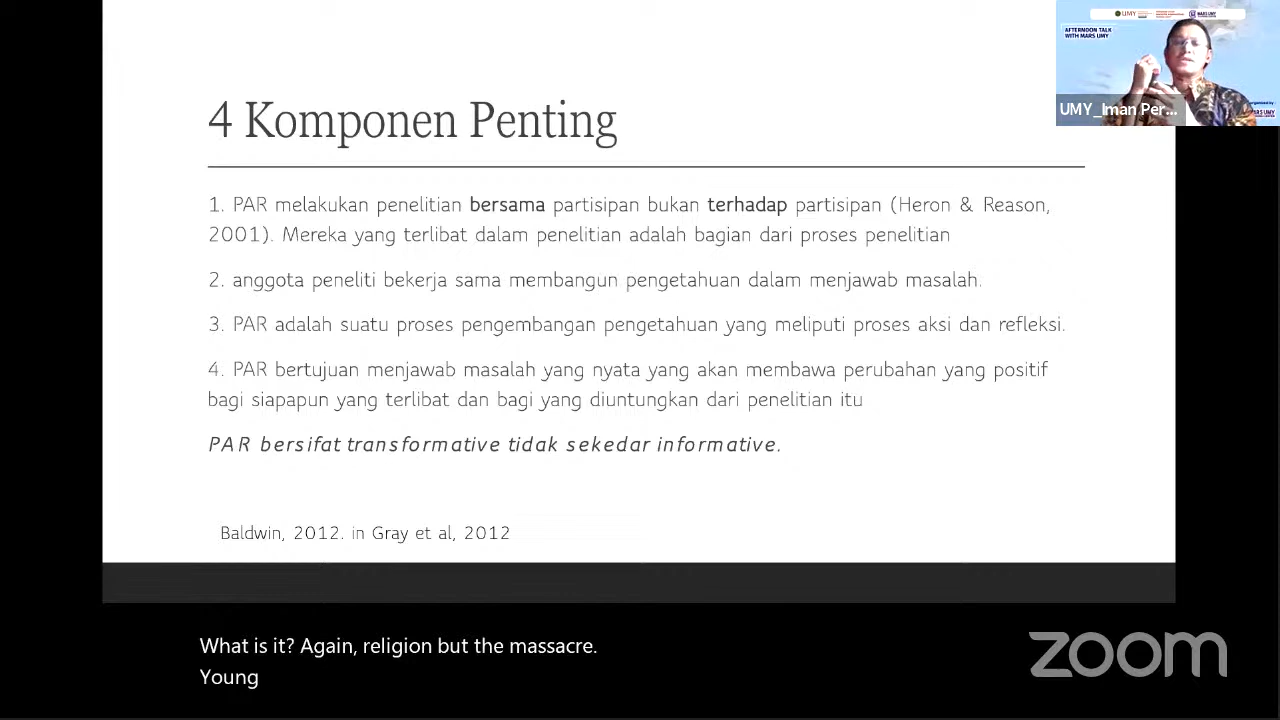 UMY
MARS UMY
AFTERNOON TALK
WITH MARS UMY
UMY_Iman Per...
4 Komponen Penting
1. PAR melakukan penelitian bersama partisipan bukan terhadap partisipan (Heron & Reason,
2001). Mereka yang terlibat dalam penelitian adalah bagian dari proses penelitian
2. anggota peneliti bekerja sama membangun pengetahuan dalam menjawab masalah.
3. PAR adalah suatu proses pengembangan pengetahuan yang meliputi proses aksi dan refleksi.
4. PAR bertujuan menjawab masalah yang nyata yang akan membawa perubahan yang positif
bagi siapapun yang terlibat dan bagi yang diuntungkan dari penelitian itu
PAR bersifat transformative tidak sekedar informative.
Baldwin, 2012. in Gray et al, 2012
What is it? Again, religion but the massacre.
Young
zoom